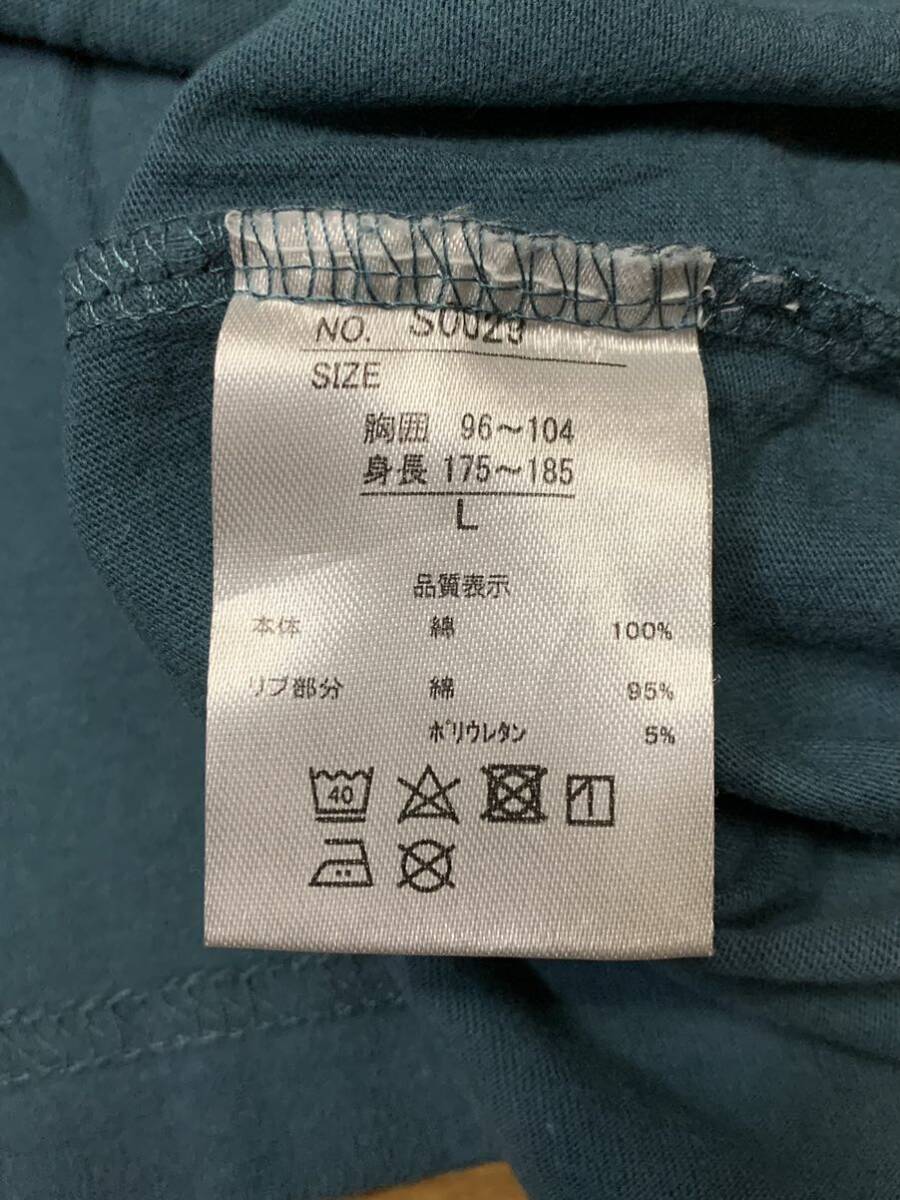 NO. S0029
SIZE
胸囲 96〜104
身長 175〜185
L
品質表示
本体 綿 100%
リブ部分 綿 95%
ポリウレタン 5%
40